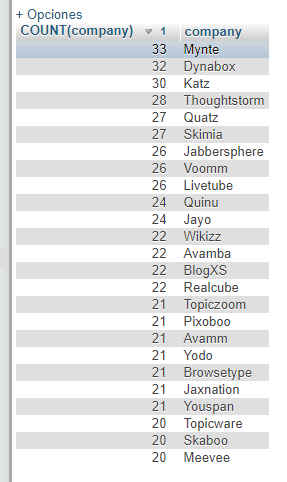 + Opciones
COUNT(company) 1 company
33 Mynte
32 Dynabox
30 Katz
28 Thoughtstorm
27 Quatz
27 Skimia
26 Jabbersphere
26 Voomm
26 Livetube
24 Quinu
24 Jayo
22 Wikizz
22 Avamba
22 BlogXS
22 Realcube
21 Topiczoom
21 Pixoboo
21 Avamm
21 Yodo
21 Browsetype
21 Jaxnation
21 Youspan
20 Topicware
20 Skaboo
20 Meevee